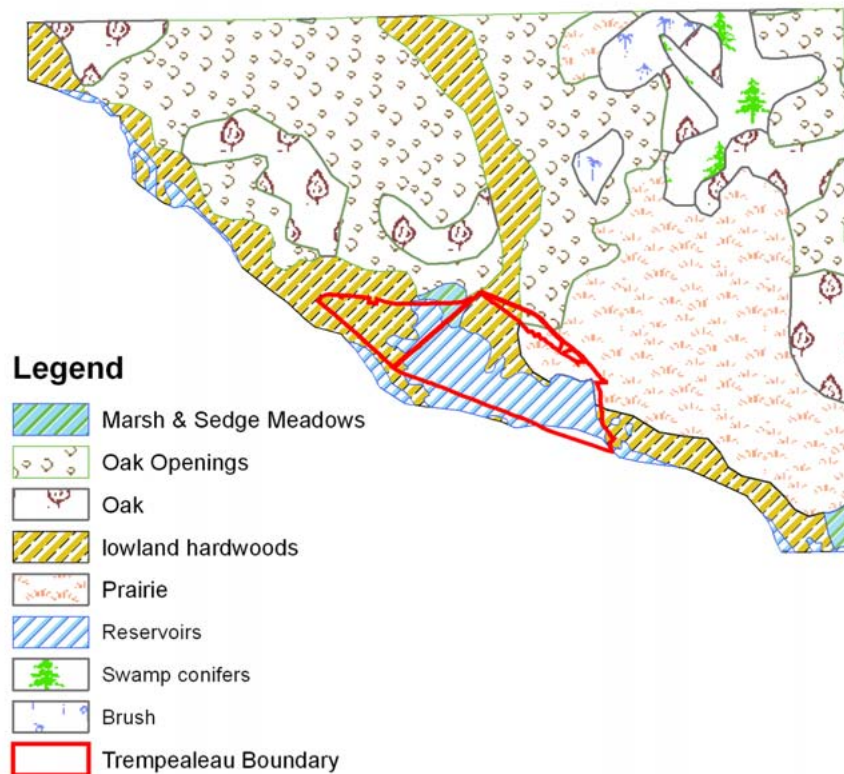 Legend
Marsh & Sedge Meadows
Oak Openings
Oak
lowland hardwoods
Prairie
Reservoirs
Swamp conifers
Brush
Trempealeau Boundary